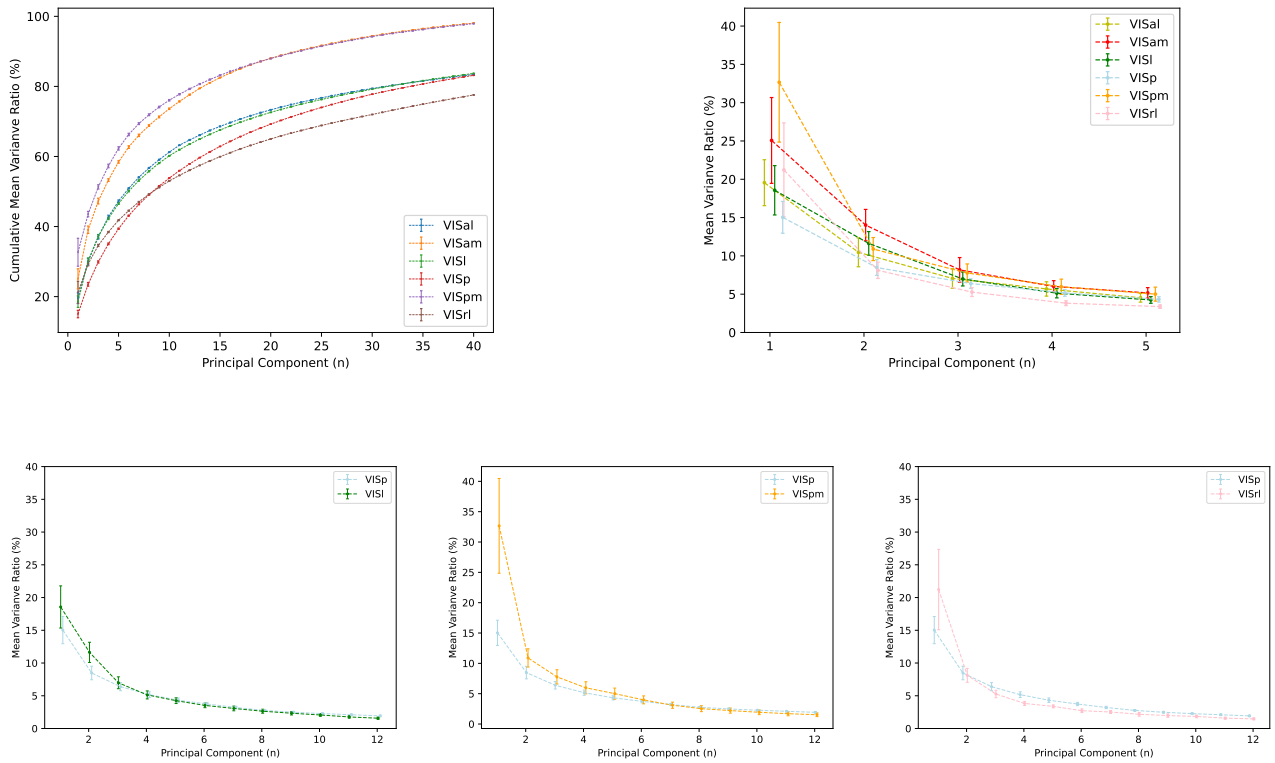 100
80
60
40
20
Cumulative Mean Varianve Ratio (%)
0 5 10 15 20 25 30 35 40
Principal Component (n)
VISal
VISam
VISl
VISp
VISpm
VISrl
40
35
30
25
20
15
10
5
0
Mean Varianve Ratio (%)
1 2 3 4 5
Principal Component (n)
VISal
VISam
VISl
VISp
VISpm
VISrl
40
35
30
25
20
15
10
5
0
Mean Varianve Ratio (%)
2 4 6 8 10 12
Principal Component (n)
VISp
VISl
40
35
30
25
20
15
10
5
0
Mean Varianve Ratio (%)
2 4 6 8 10 12
Principal Component (n)
VISp
VISpm
40
35
30
25
20
15
10
5
0
Mean Varianve Ratio (%)
2 4 6 8 10 12
Principal Component (n)
VISp
VISrl